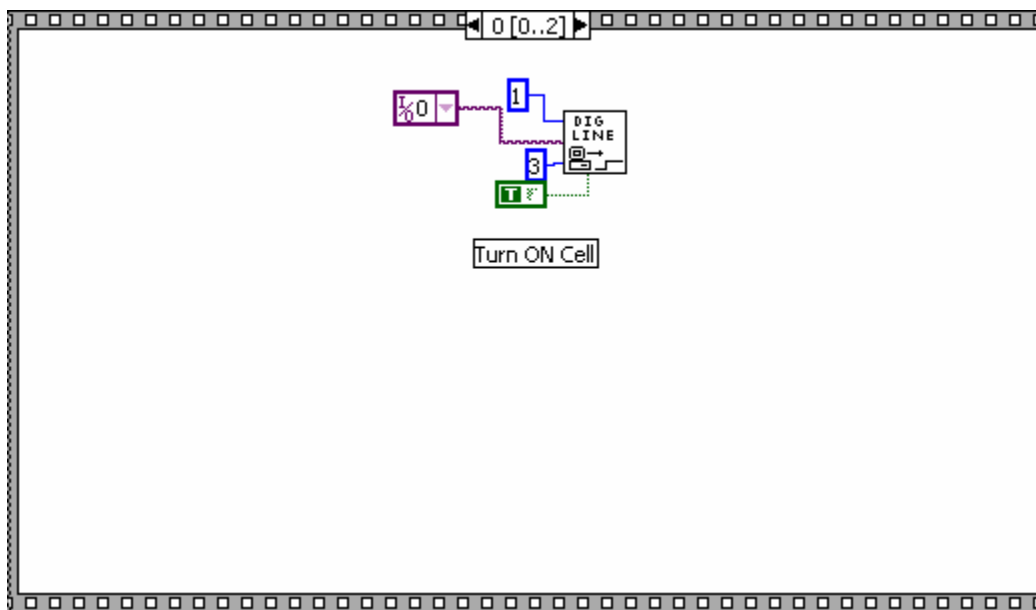 0 [0..2]
I/O 0
1
DIG
LINE
3
T F
Turn ON Cell